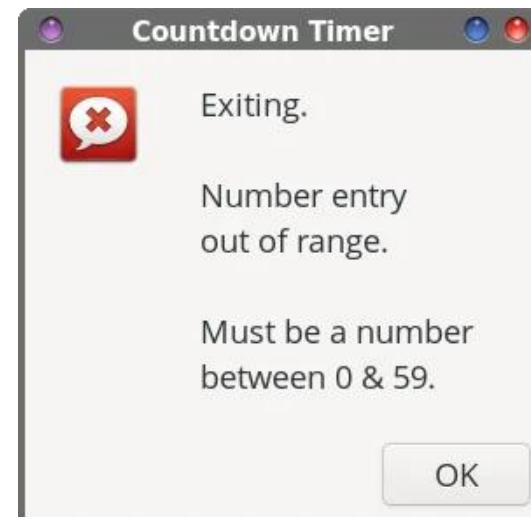 Countdown Timer
Exiting.
Number entry
out of range.
Must be a number
between 0 & 59.
OK